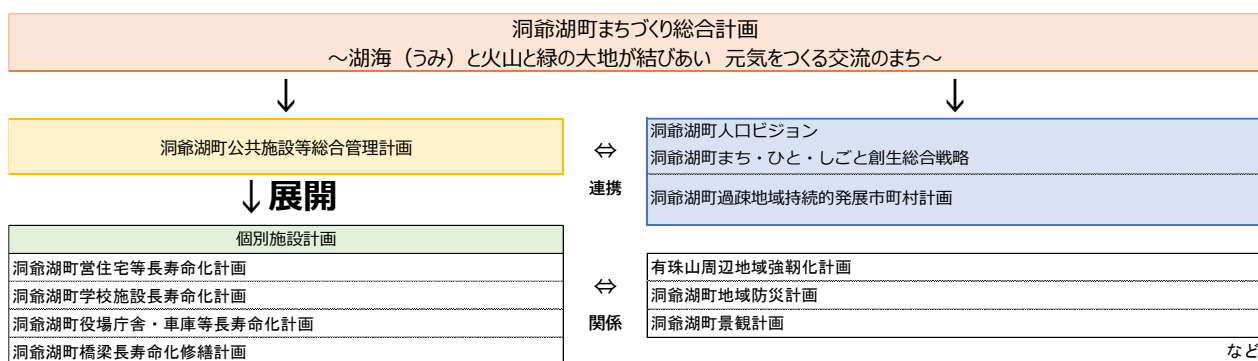 洞爺湖町まちづくり総合計画
～湖海（うみ）と火山と緑の大地が結びあい 元気をつくる交流のまち～
↓
↓
洞爺湖町公共施設等総合管理計画
⇔
連携
洞爺湖町人口ビジョン
洞爺湖町まち・ひと・しごと創生総合戦略
洞爺湖町過疎地域持続的発展市町村計画
↓展開
個別施設計画
洞爺湖町営住宅等長寿命化計画
洞爺湖町学校施設長寿命化計画
洞爺湖町役場庁舎・車庫等長寿命化計画
洞爺湖町橋梁長寿命化修繕計画
⇔
関係
有珠山周辺地域強靭化計画
洞爺湖町地域防災計画
洞爺湖町景観計画
など